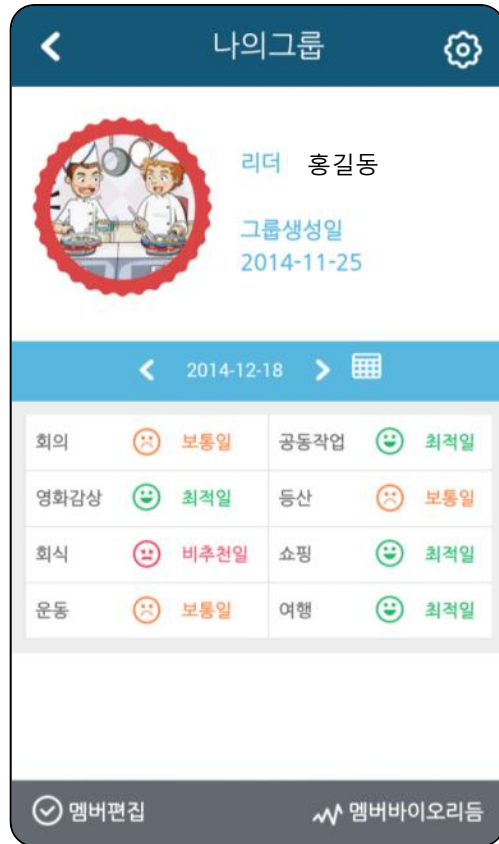 나의그룹
리더 홍길동
그룹생성일
2014-11-25
2014-12-18
회의 보통일 공동작업 최적일
영화감상 최적일 등산 보통일
회식 비추천일 쇼핑 최적일
운동 보통일 여행 최적일
멤버편집 멤버바이오리듬